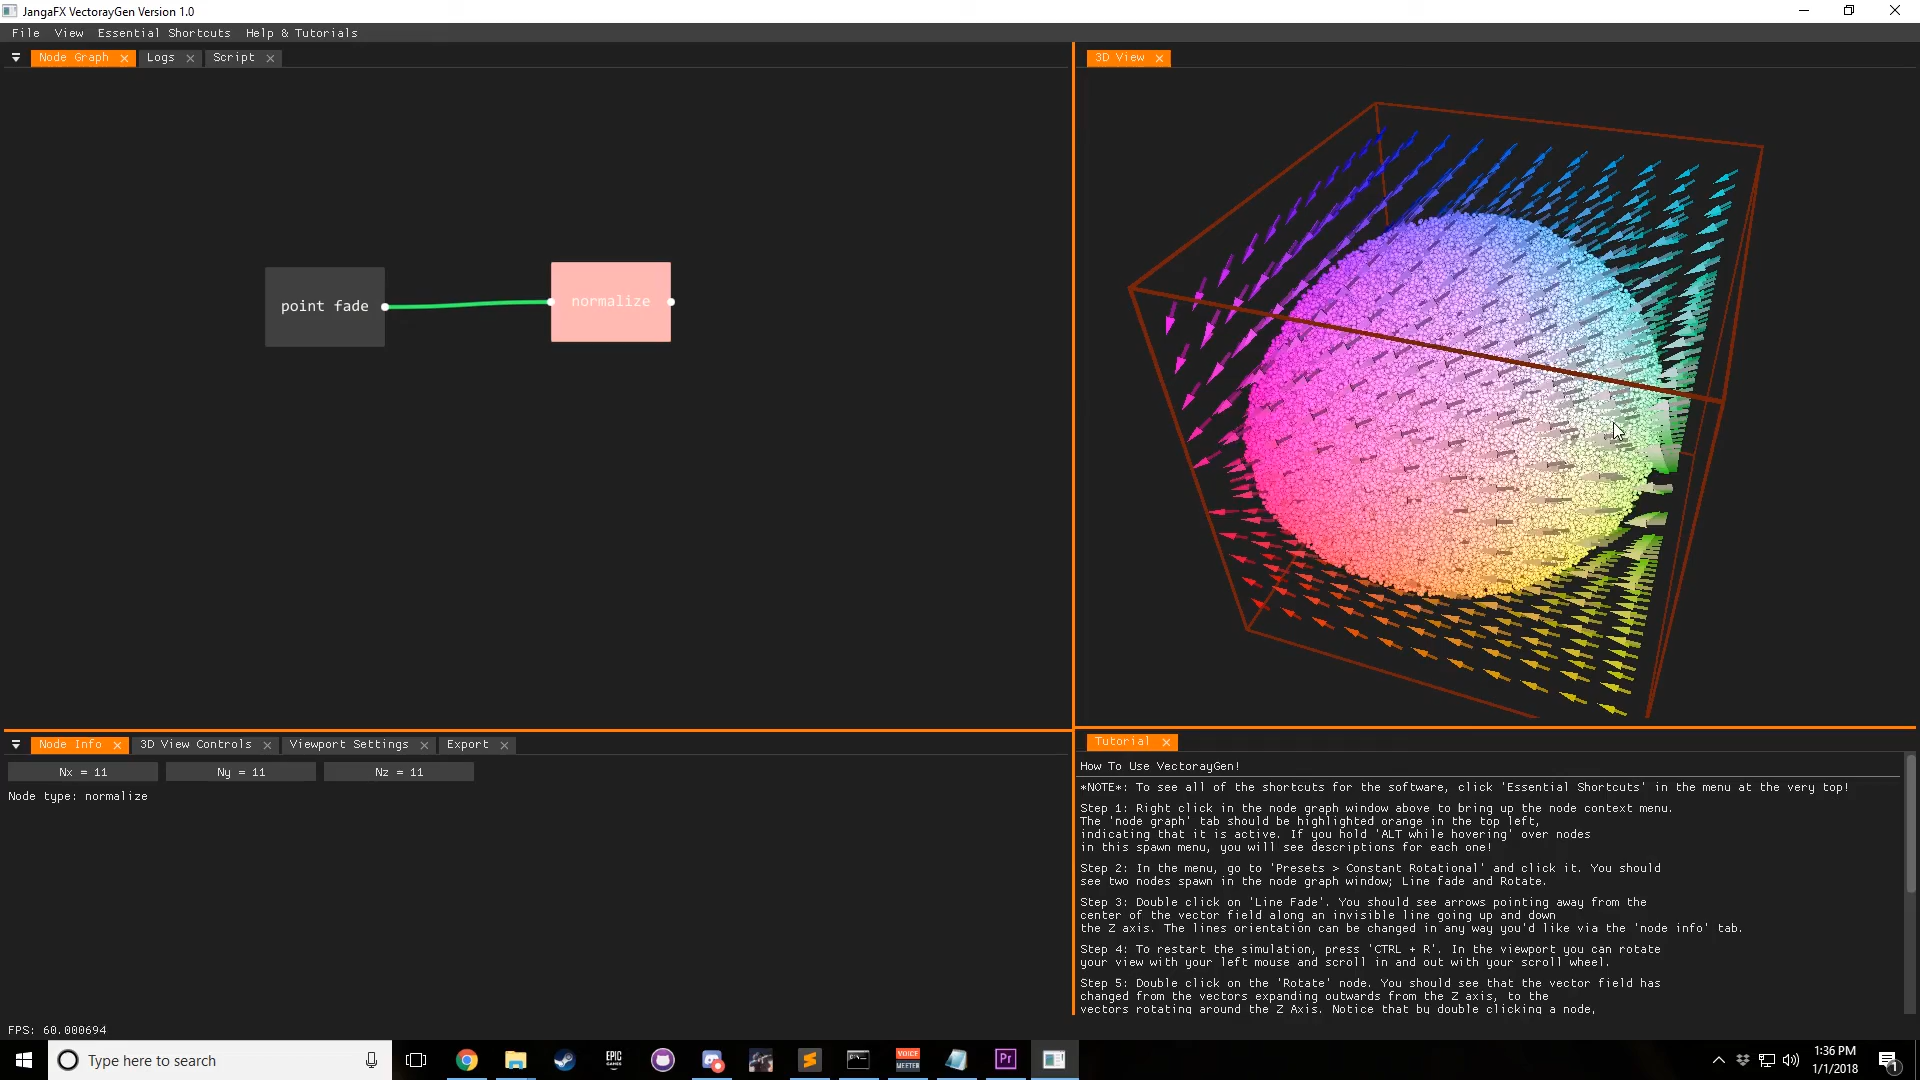 JangaFX VectorayGen Version 1.0
File View Essential Shortcuts Help & Tutorials
Node Graph Logs Script
3D View
point fade
normalize
Node Info 3D View Controls Viewport Settings Export
Nx = 11 Ny = 11 Nz = 11
Node type: normalize
FPS: 60.000694
Tutorial
How To Use VectorayGen!
*NOTE*: To see all of the shortcuts for the software, click 'Essential Shortcuts' in the menu at the very top!
Step 1: Right click in the node graph window above to bring up the node context menu.
The 'node graph' tab should be highlighted orange in the top left,
indicating that it is active. If you hold 'ALT while hovering' over nodes
in this spawn menu, you will see descriptions for each one!
Step 2: In the menu, go to 'Presets > Constant Rotational' and click it. You should
see two nodes spawn in the node graph window; Line fade and Rotate.
Step 3: Double click on 'Line Fade'. You should see arrows pointing away from the
center of the vector field along an invisible line going up and down
the Z axis. The lines orientation can be changed in any way you'd like via the 'node info' tab.
Step 4: To restart the simulation, press 'CTRL + R'. In the viewport you can rotate
your view with your left mouse and scroll in and out with your scroll wheel.
Step 5: Double click on the 'Rotate' node. You should see that the vector field has
changed from the vectors expanding outwards from the Z axis, to the
vectors rotating around the Z Axis. Notice that by double clicking a node,
Type here to search
EPIC
GAMES
VOICE
MEETER
Pr
1:36 PM
1/1/2018
1